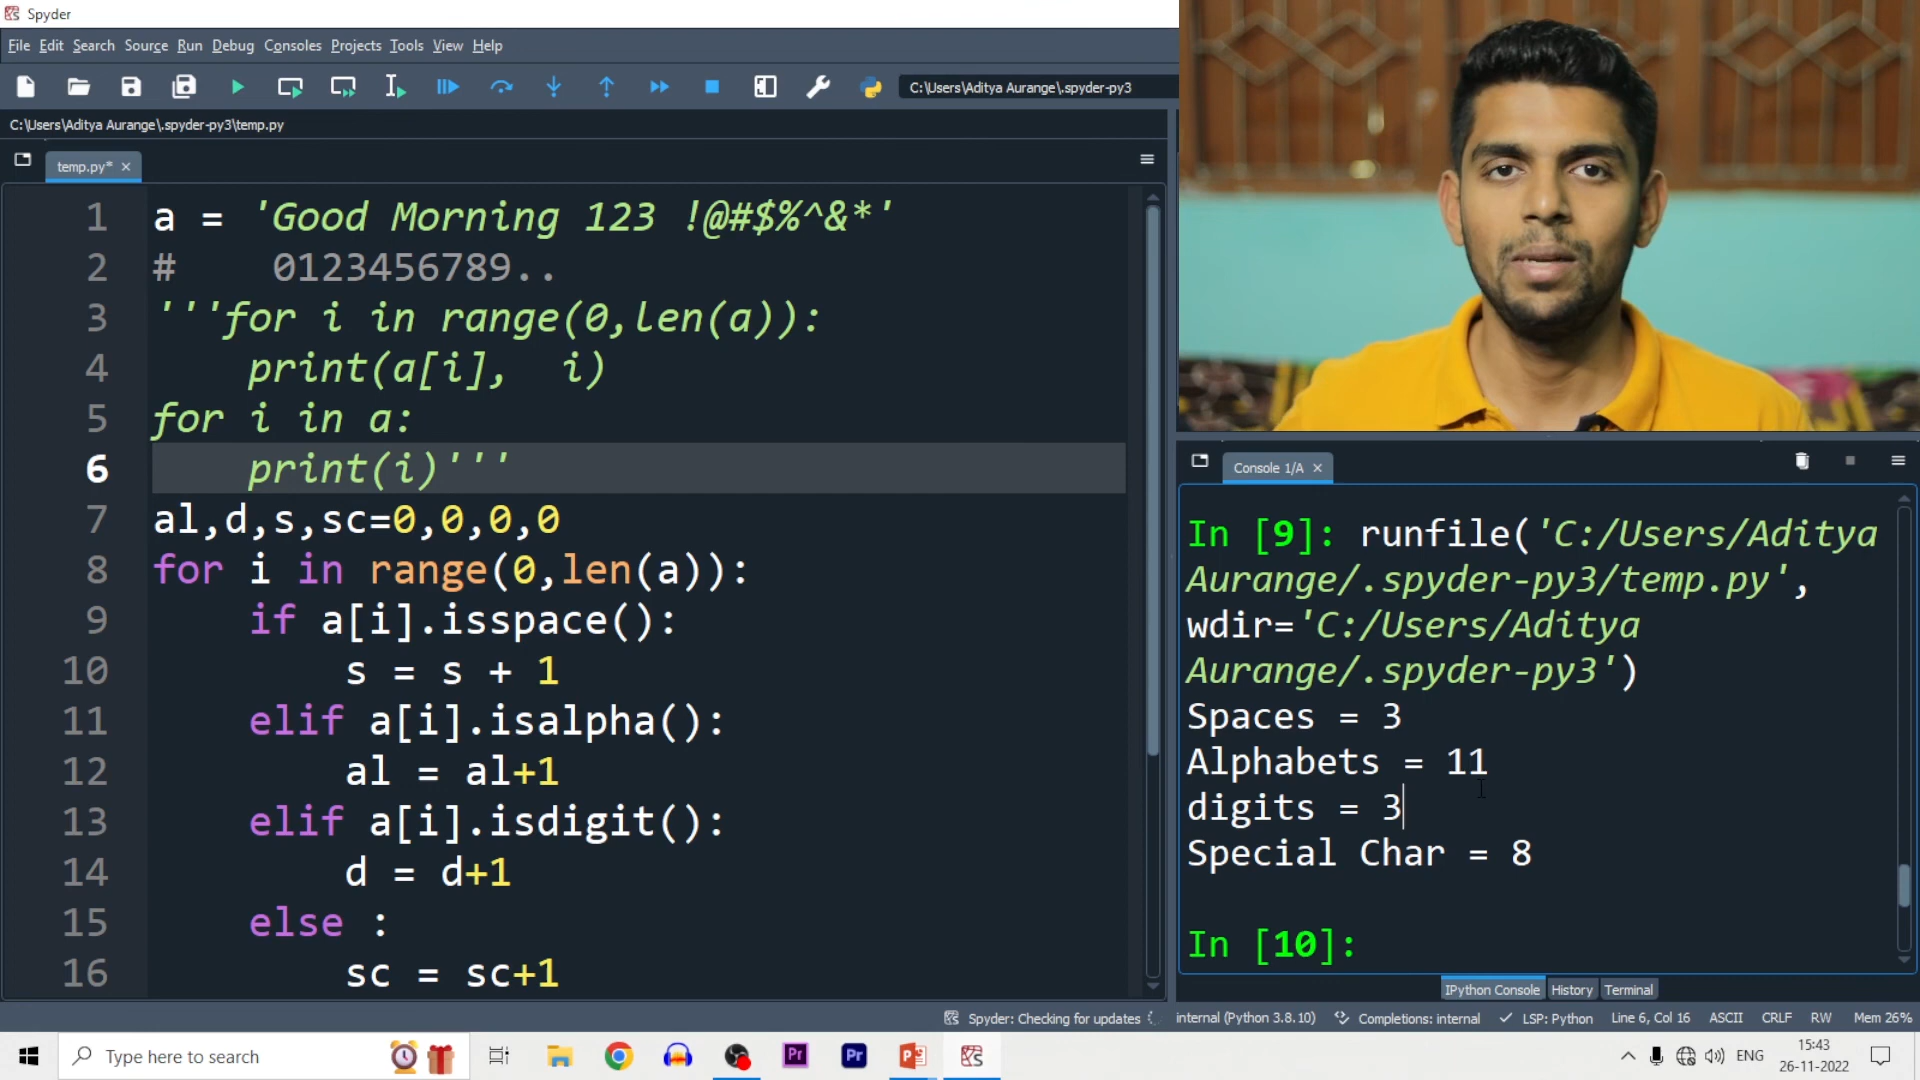 Spyder
File Edit Search Source Run Debug Consoles Projects Tools View Help
C:\Users\Aditya Aurange\.spyder-py3
C:\Users\Aditya Aurange\.spyder-py3\temp.py
temp.py*
1 a = 'Good Morning 123 !@#$%^&*'
2 # 0123456789..
3 '''for i in range(0,len(a)):
4 print(a[i], i)
5 for i in a:
6 print(i)'''
7 al,d,s,sc=0,0,0,0
8 for i in range(0,len(a)):
9 if a[i].isspace():
10 s = s + 1
11 elif a[i].isalpha():
12 al = al+1
13 elif a[i].isdigit():
14 d = d+1
15 else :
16 sc = sc+1
Console 1/A
In [9]: runfile('C:/Users/Aditya
Aurange/.spyder-py3/temp.py',
wdir='C:/Users/Aditya
Aurange/.spyder-py3')
Spaces = 3
Alphabets = 11
digits = 3
Special Char = 8
In [10]:
IPython Console History Terminal
Spyder: Checking for updates internal (Python 3.8.10) Completions: internal LSP: Python Line 6, Col 16 ASCII CRLF RW Mem 26%
Type here to search
Pr Pr
ENG
15:43
26-11-2022